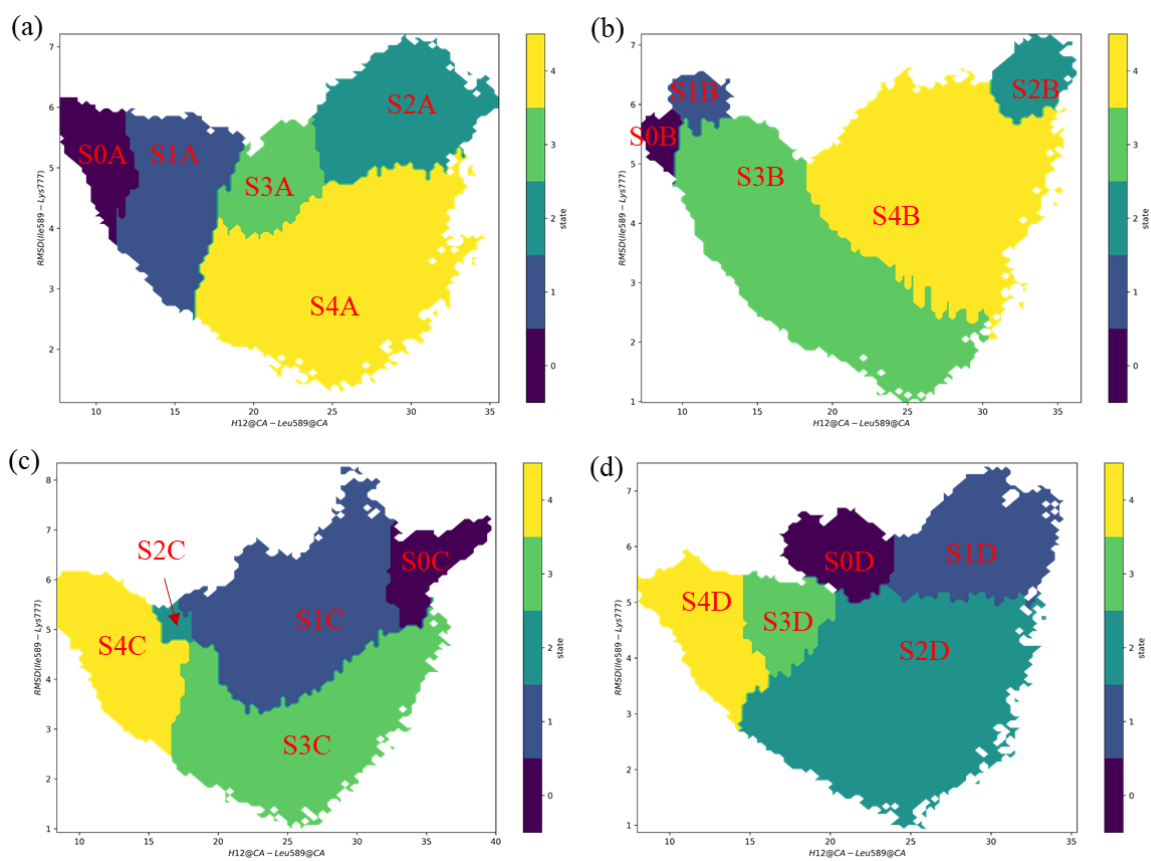 (a)
7
6
5
4
3
2
RMSD(Ile589−Lys777)
S0A
S1A
S2A
S3A
S4A
10
15
20
25
30
35
H12@CA−Leu589@CA
4
3
2
1
0
state
(b)
7
6
5
4
3
2
1
RMSD(Ile589−Lys777)
S1B
S0B
S2B
S3B
S4B
10
15
20
25
30
35
H12@CA−Leu589@CA
4
3
2
1
0
state
(c)
8
7
6
5
4
3
2
1
RMSD(Ile589−Lys777)
S2C
S0C
S1C
S4C
S3C
10
15
20
25
30
35
40
H12@CA−Leu589@CA
4
3
2
1
0
state
(d)
7
6
5
4
3
2
1
RMSD(Ile589−Lys777)
S0D
S1D
S4D
S3D
S2D
10
15
20
25
30
35
H12@CA−Leu589@CA
4
3
2
1
0
state